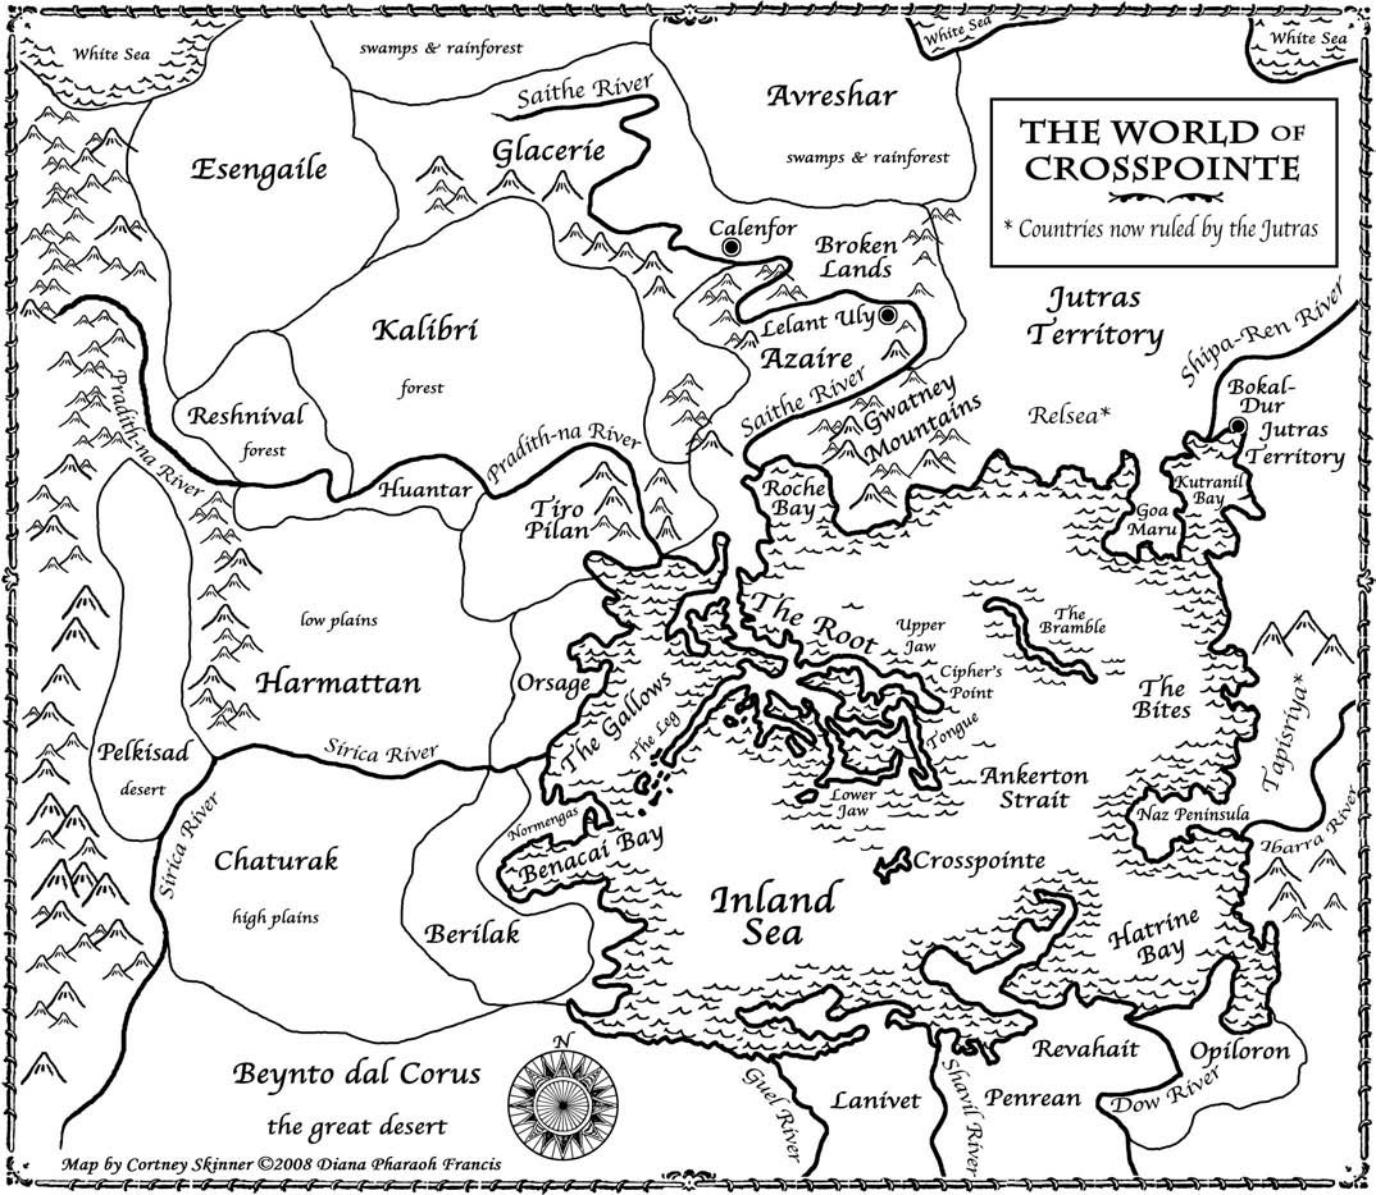 White Sea
swamps & rainforest
White Sea
White Sea
Saithe River
Avreshar
swamps & rainforest
THE WORLD OF
CROSSPOINTE
* Countries now ruled by the Jutras
Esengaile
Glacerie
Calenfor
Broken
Lands
Jutras
Territory
Shipa-Ren River
Kalibri
forest
Lelant Uly
Azaire
Saithe River
Gwatney
Mountains
Relsea*
Bokal-
Dur
Jutras
Territory
Pradith-na River
Reshnival
forest
Pradith-na River
Huantar
Tiro
Pilan
Roche
Bay
Kutranil
Bay
Goa
Maru
low plains
Harmattan
Orsage
The Gallows
The Leg
The Root
Upper
Jaw
Cipher's
Point
Tongue
The
Bramble
The
Bites
Tapisriya*
Pelkisad
desert
Sirica River
Sirica River
Lower
Jaw
Ankerton
Strait
Naz Peninsula
Ibarra River
Normengas
Benacai Bay
Chaturak
high plains
Berilak
Crosspointe
Inland
Sea
Hatrine
Bay
N
Beynto dal Corus
the great desert
Guel River
Lanivet
Shavil River
Penrean
Revahait
Opiloron
Dow River
Map by Cortney Skinner ©2008 Diana Pharaoh Francis